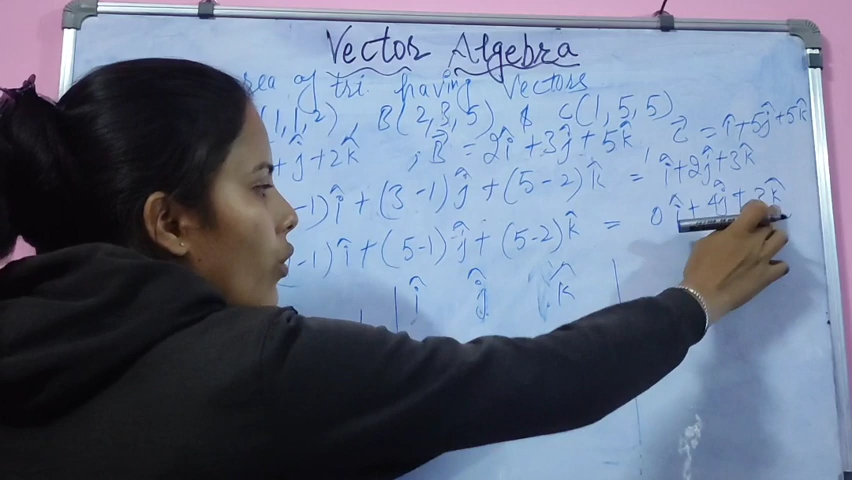 Vector Algebra
rea of tri having Vectors
(1,1,2), B(2,3,5) & C(1,5,5)
+ĵ+2k̂ ; B⃗ = 2î+3ĵ+5k̂ , C⃗ = î+5ĵ+5k̂
-1)î+(3-1)ĵ+(5-2)k̂ = î+2ĵ+3k̂
-1)î+(5-1)ĵ+(5-2)k̂ = 0î+4ĵ+3k̂
| î ĵ k̂ |